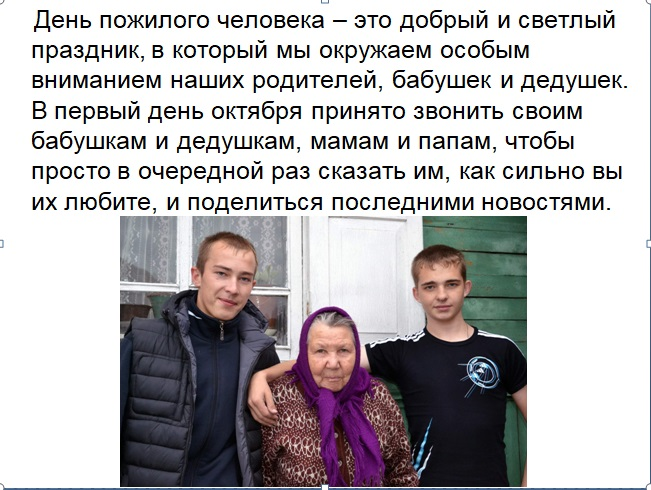 День пожилого человека – это добрый и светлый
праздник, в который мы окружаем особым
вниманием наших родителей, бабушек и дедушек.
В первый день октября принято звонить своим
бабушкам и дедушкам, мамам и папам, чтобы
просто в очередной раз сказать им, как сильно вы
их любите, и поделиться последними новостями.